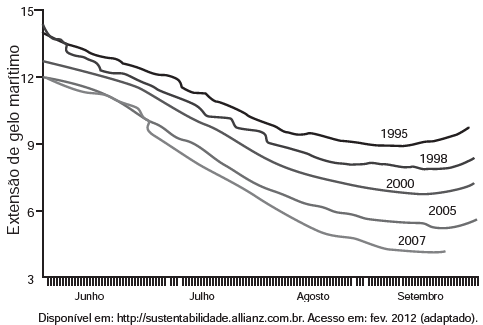 Extensão de gelo marítimo
15
12
9
6
3
1995
1998
2000
2005
2007
Junho
Julho
Agosto
Setembro
Disponível em: http://sustentabilidade.allianz.com.br. Acesso em: fev. 2012 (adaptado).